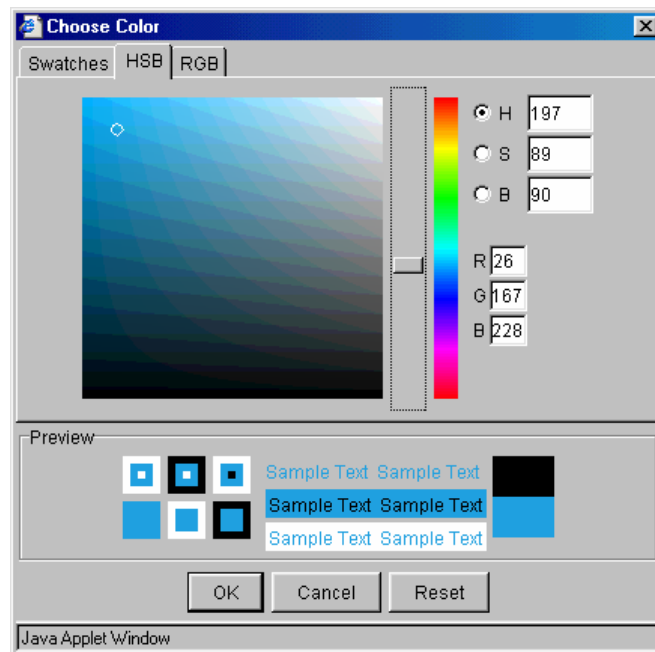 Choose Color
Swatches HSB RGB
H 197
S 89
B 90
R 26
G 167
B 228
Preview
Sample Text Sample Text
Sample Text Sample Text
Sample Text Sample Text
OK Cancel Reset
Java Applet Window